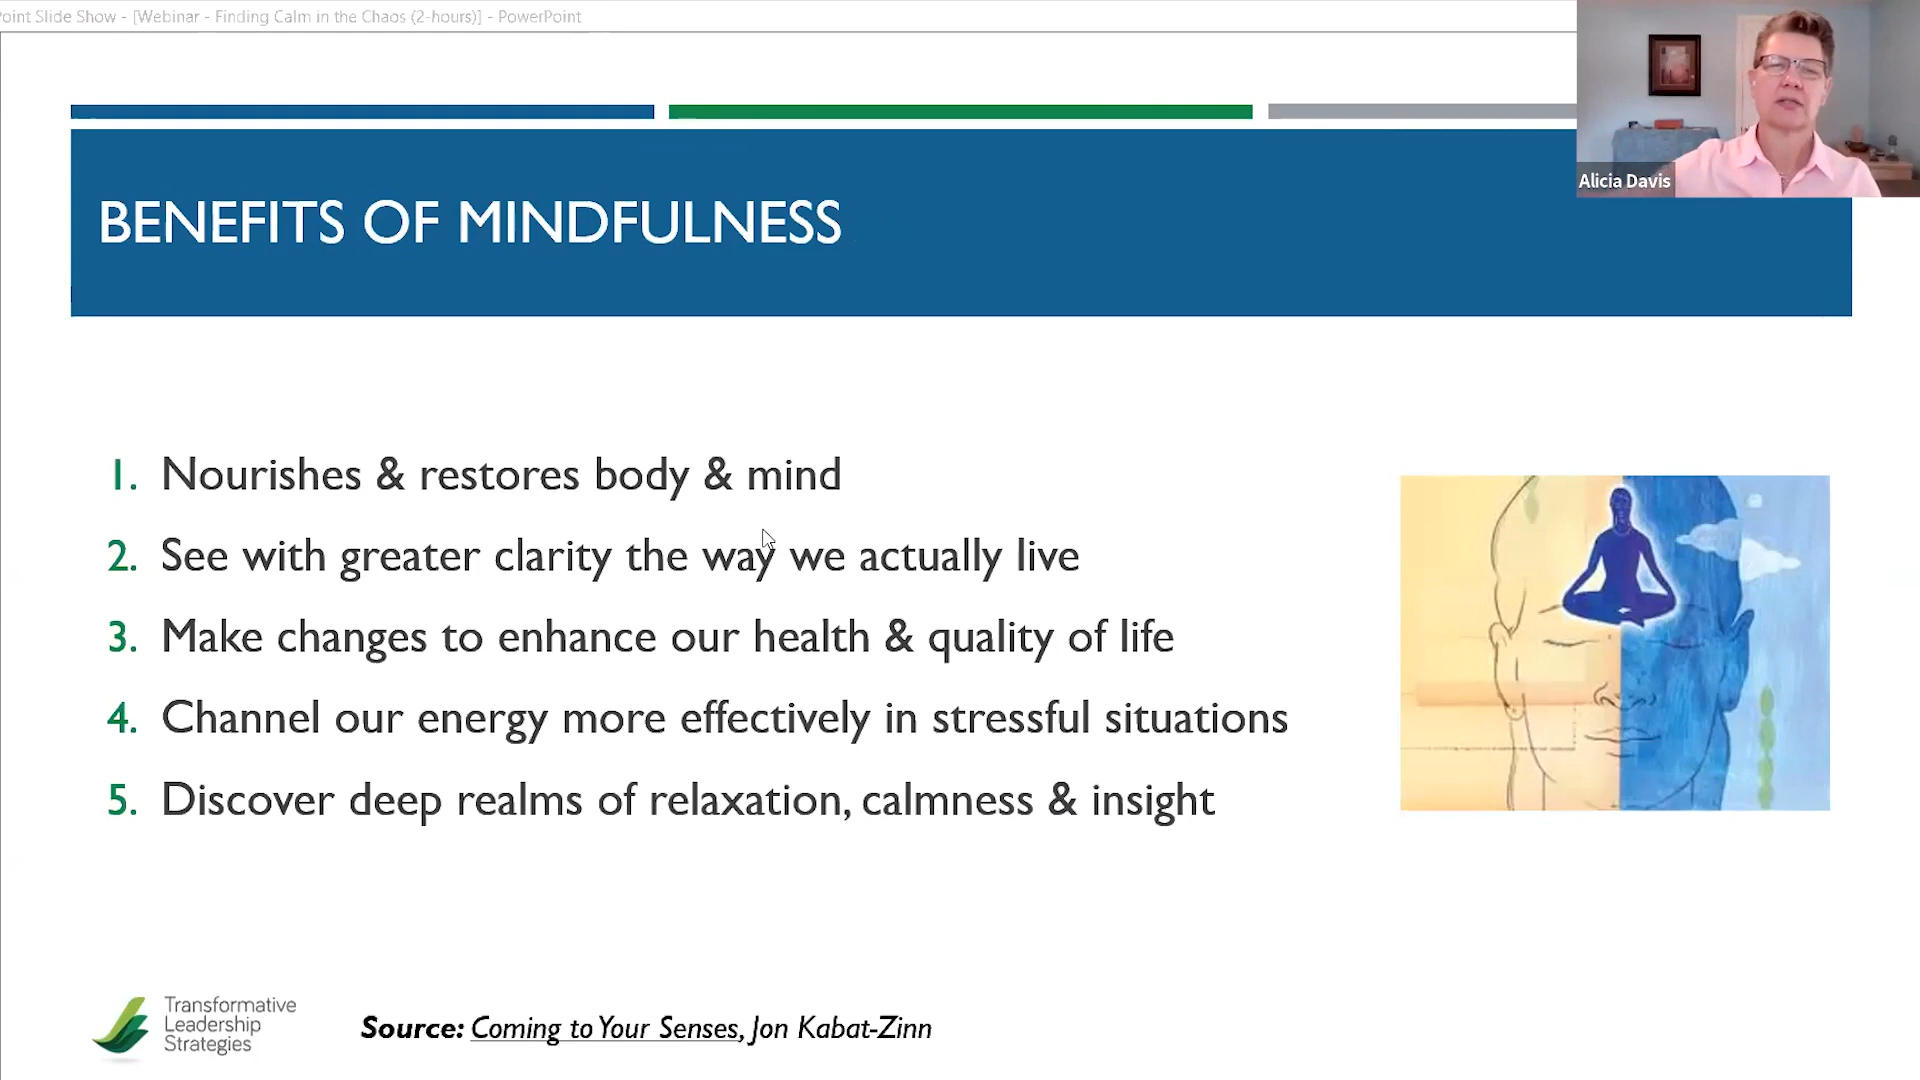 oint Slide Show - [Webinar - Finding Calm in the Chaos (2-hours)] - PowerPoint
Alicia Davis
BENEFITS OF MINDFULNESS
1. Nourishes & restores body & mind
2. See with greater clarity the way we actually live
3. Make changes to enhance our health & quality of life
4. Channel our energy more effectively in stressful situations
5. Discover deep realms of relaxation, calmness & insight
Transformative
Leadership
Strategies
Source: Coming to Your Senses, Jon Kabat-Zinn